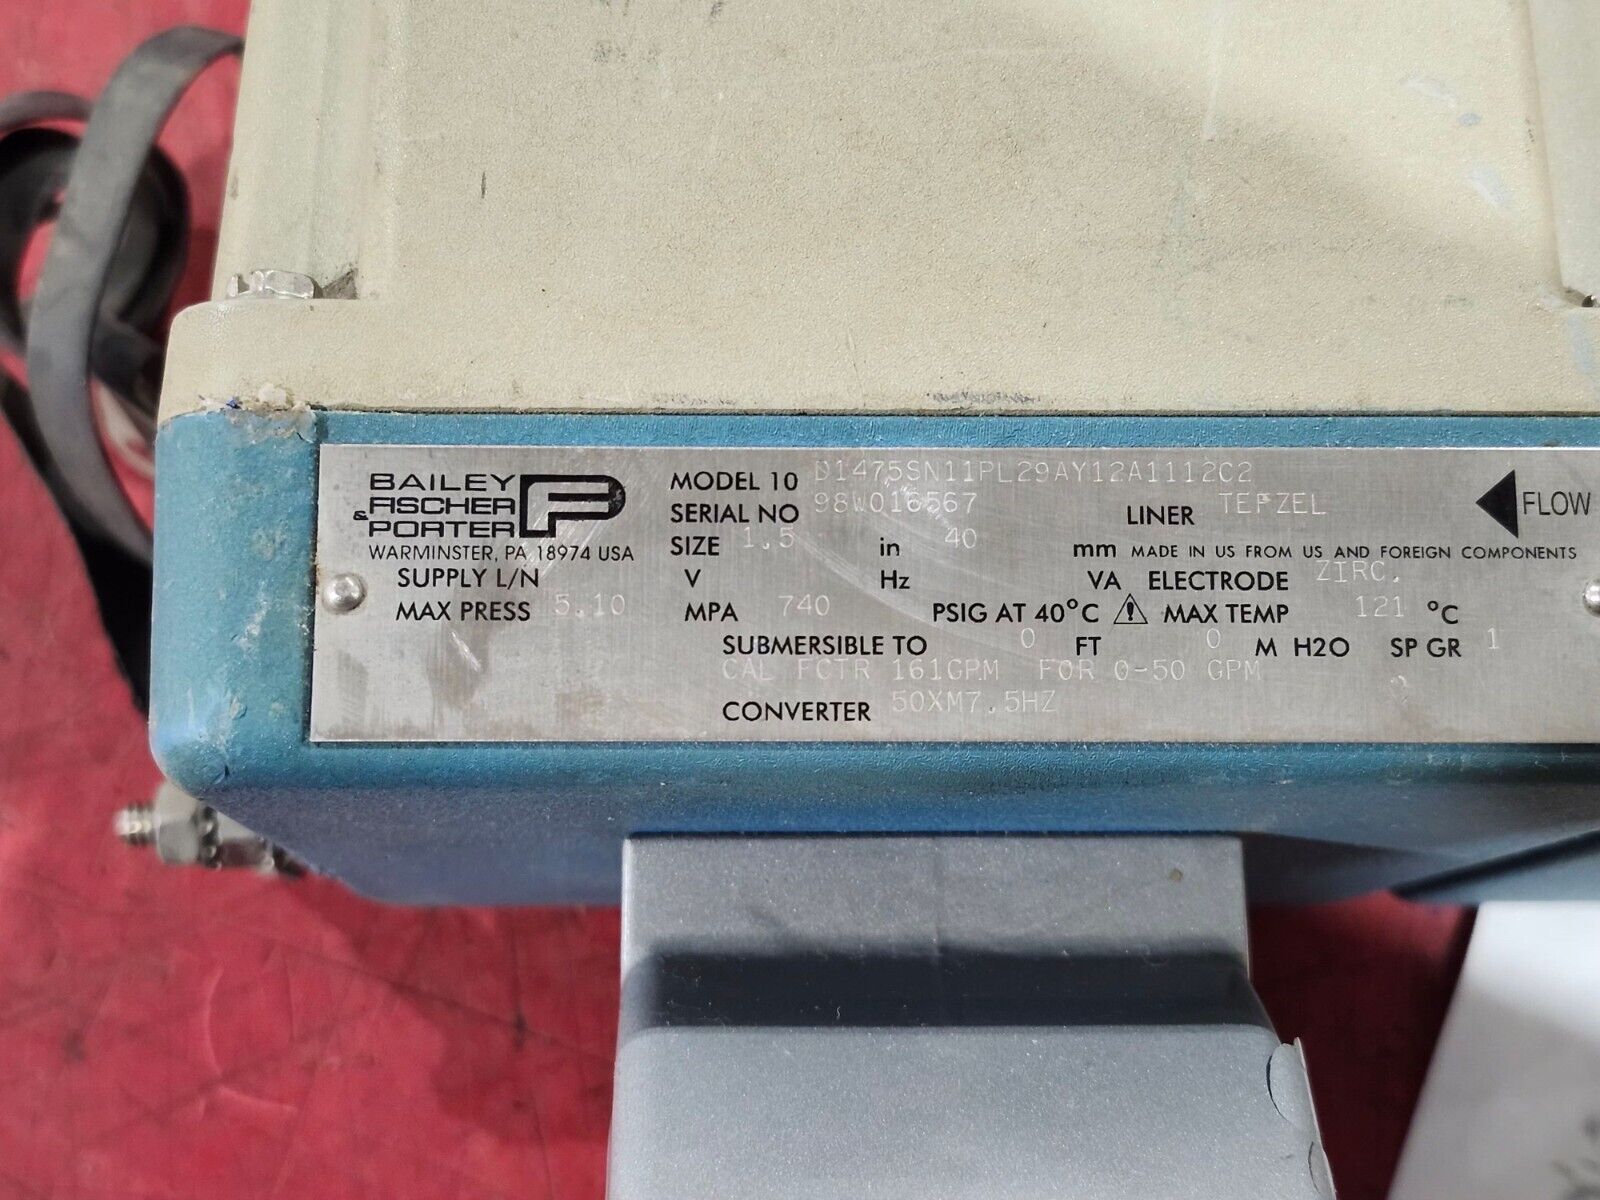 BAILEY
FISCHER
& PORTER
WARMINSTER, PA 18974 USA
MODEL 10 D1475SN11PL29AY12A1112C2
SERIAL NO 98W016567 LINER TEFZEL FLOW
SIZE 1.5 in 40 mm MADE IN US FROM US AND FOREIGN COMPONENTS
SUPPLY L/N V Hz VA ELECTRODE ZIRC.
MAX PRESS 5.10 MPA 740 PSIG AT 40°C ⚠ MAX TEMP 121 °C
SUBMERSIBLE TO 0 FT 0 M H2O SP GR 1
CAL FCTR 161GPM FOR 0-50 GPM
CONVERTER 50XM7.5HZ